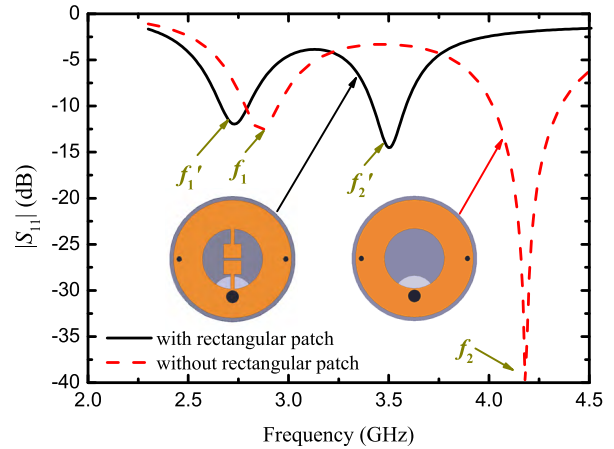 0
-5
-10
-15
-20
-25
-30
-35
-40
|S11| (dB)
f1'
f1
f2'
f2
with rectangular patch
without rectangular patch
2.0 2.5 3.0 3.5 4.0 4.5
Frequency (GHz)